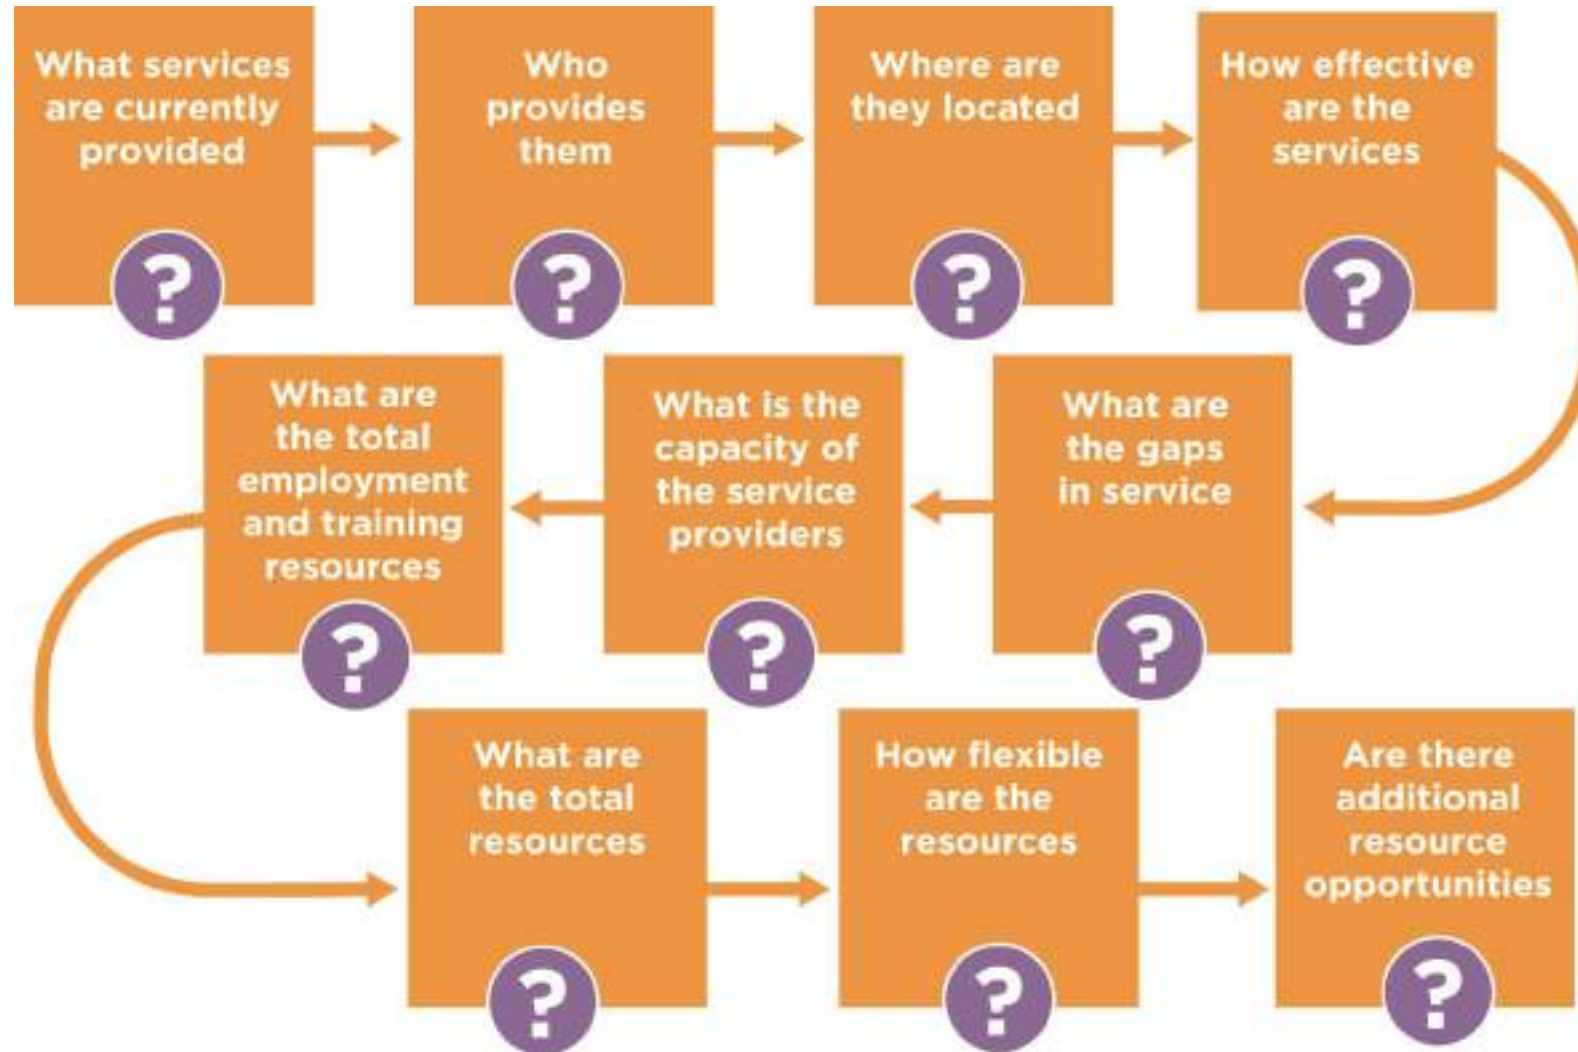 What services
are currently
provided
?
Who
provides
them
?
Where are
they located
?
How effective
are the
services
?
What are
the gaps
in service
?
What is the
capacity of
the service
providers
?
What are
the total
employment
and training
resources
?
What are
the total
resources
?
How flexible
are the
resources
?
Are there
additional
resource
opportunities
?